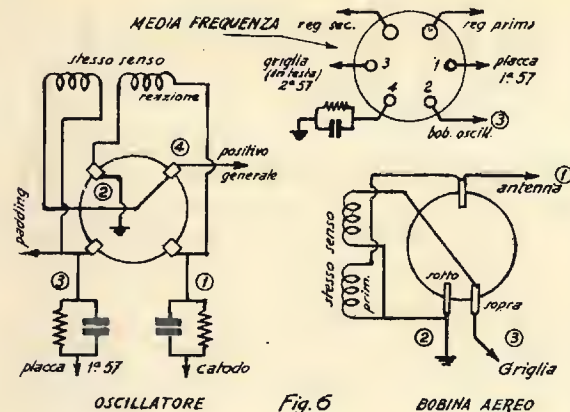 MEDIA FREQUENZA
reg sec.
reg prima
griglia
(in testa)
2ª 57
3
1
placca
1ª 57
4
2
3
bob. oscill.
stesso senso
reazione
4
positivo
generale
2
padding
3
1
placca 1ª 57
catodo
OSCILLATORE
Fig. 6
1
antenna
stesso senso
prim.
sotto
sopra
2
3
Griglia
BOBINA AEREO